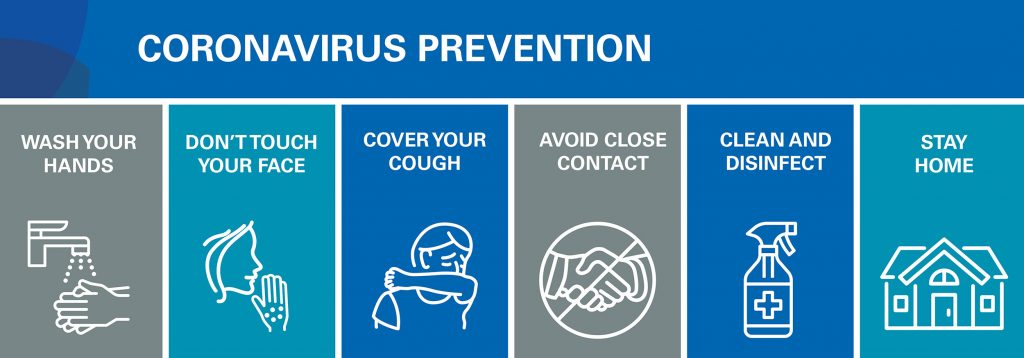 CORONAVIRUS PREVENTION
WASH YOUR
HANDS
DON'T TOUCH
YOUR FACE
COVER YOUR
COUGH
AVOID CLOSE
CONTACT
CLEAN AND
DISINFECT
STAY
HOME